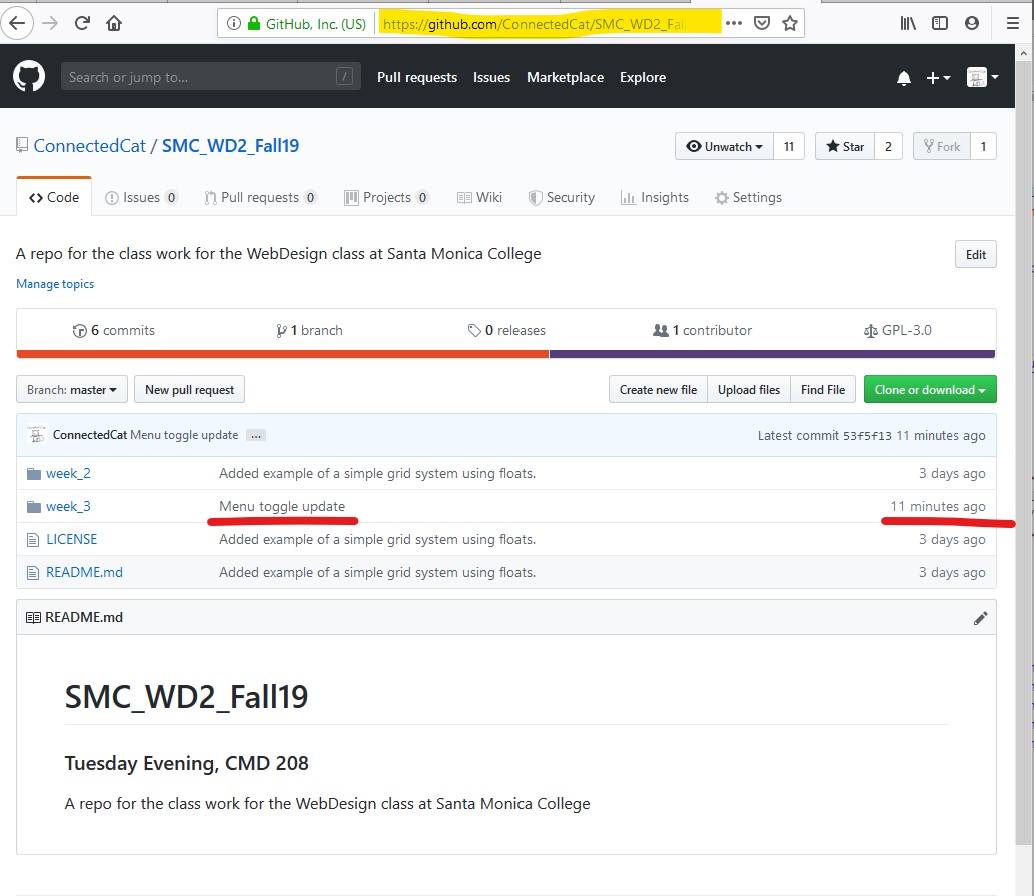 GitHub, Inc. (US) https://github.com/ConnectedCat/SMC_WD2_Fal
Search or jump to... / Pull requests Issues Marketplace Explore
ConnectedCat / SMC_WD2_Fall19 Unwatch 11 Star 2 Fork 1
Code Issues 0 Pull requests 0 Projects 0 Wiki Security Insights Settings
A repo for the class work for the WebDesign class at Santa Monica College Edit
Manage topics
6 commits 1 branch 0 releases 1 contributor GPL-3.0
Branch: master New pull request Create new file Upload files Find File Clone or download
ConnectedCat Menu toggle update ... Latest commit 53f5f13 11 minutes ago
week_2 Added example of a simple grid system using floats. 3 days ago
week_3 Menu toggle update 11 minutes ago
LICENSE Added example of a simple grid system using floats. 3 days ago
README.md Added example of a simple grid system using floats. 3 days ago
README.md
SMC_WD2_Fall19
Tuesday Evening, CMD 208
A repo for the class work for the WebDesign class at Santa Monica College